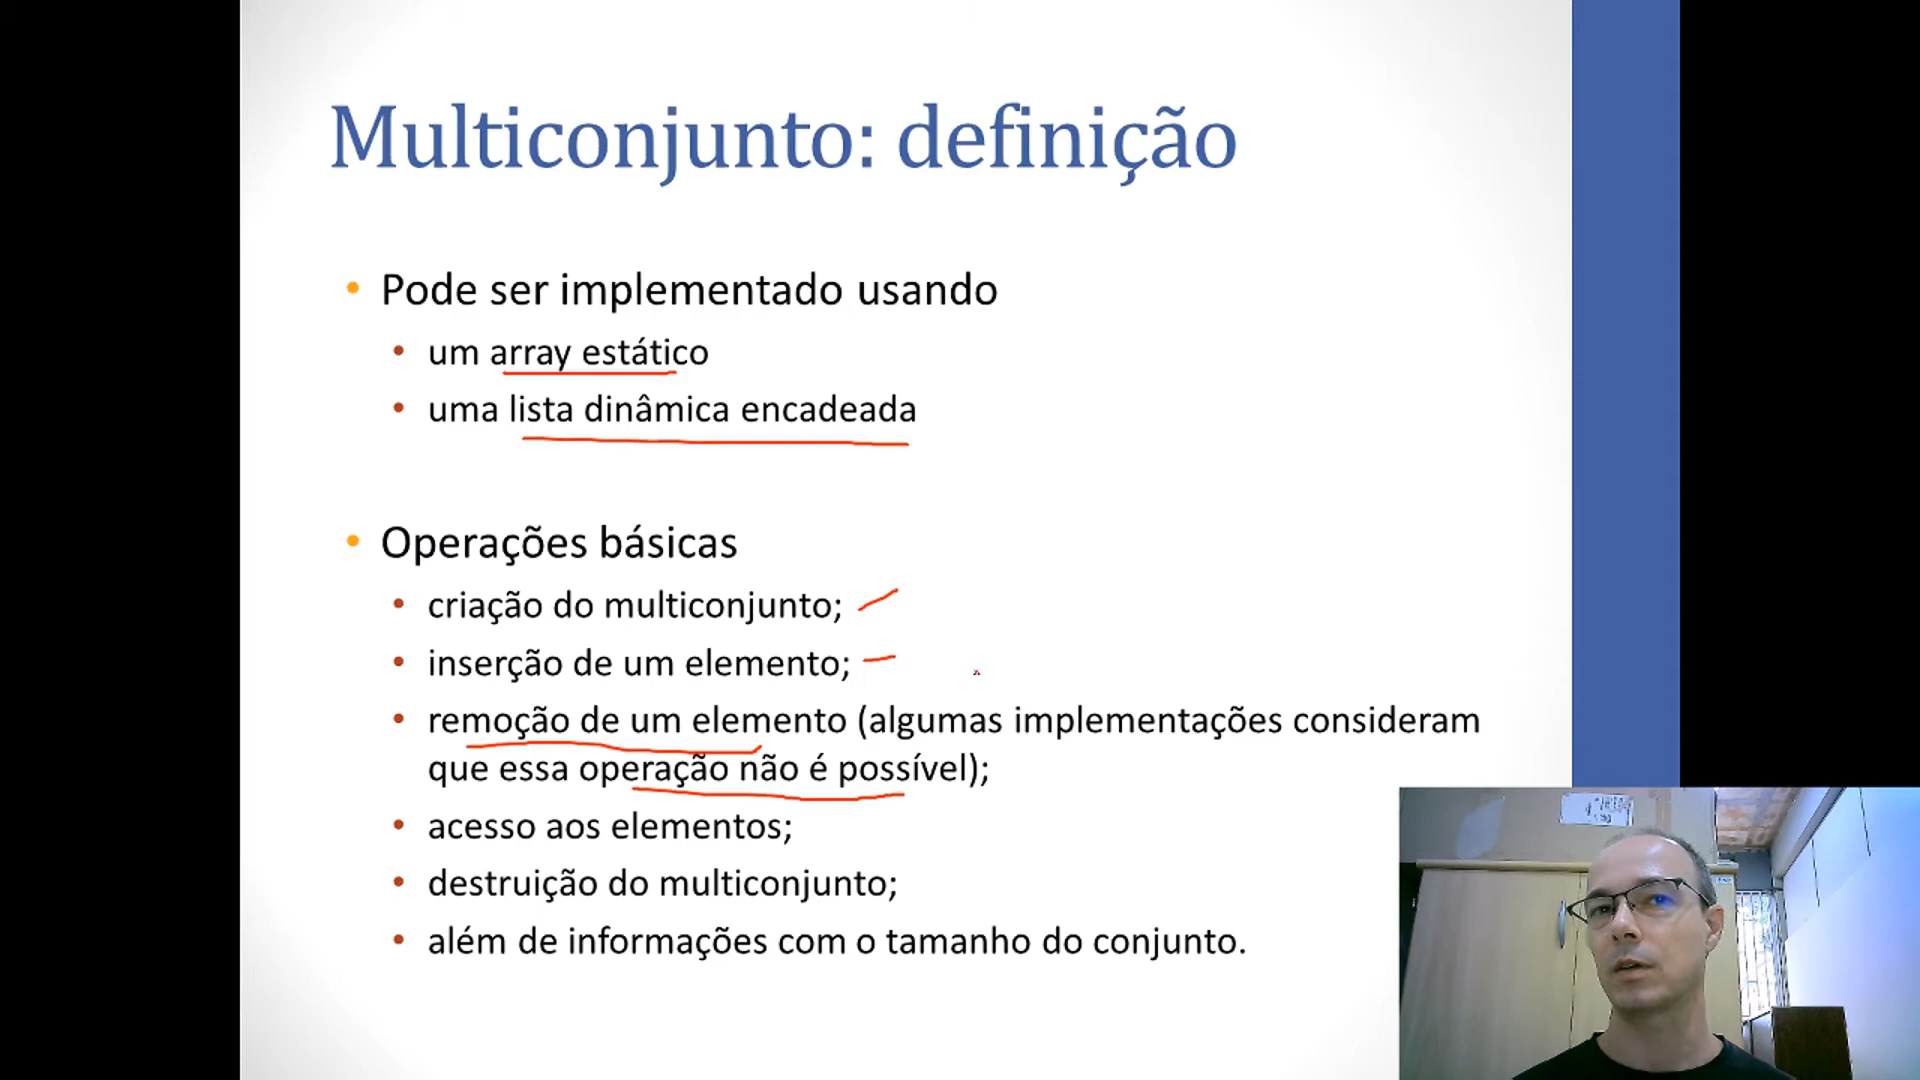 Multiconjunto: definição
• Pode ser implementado usando
• um array estático
• uma lista dinâmica encadeada
• Operações básicas
• criação do multiconjunto;
• inserção de um elemento;
• remoção de um elemento (algumas implementações consideram
que essa operação não é possível);
• acesso aos elementos;
• destruição do multiconjunto;
• além de informações com o tamanho do conjunto.